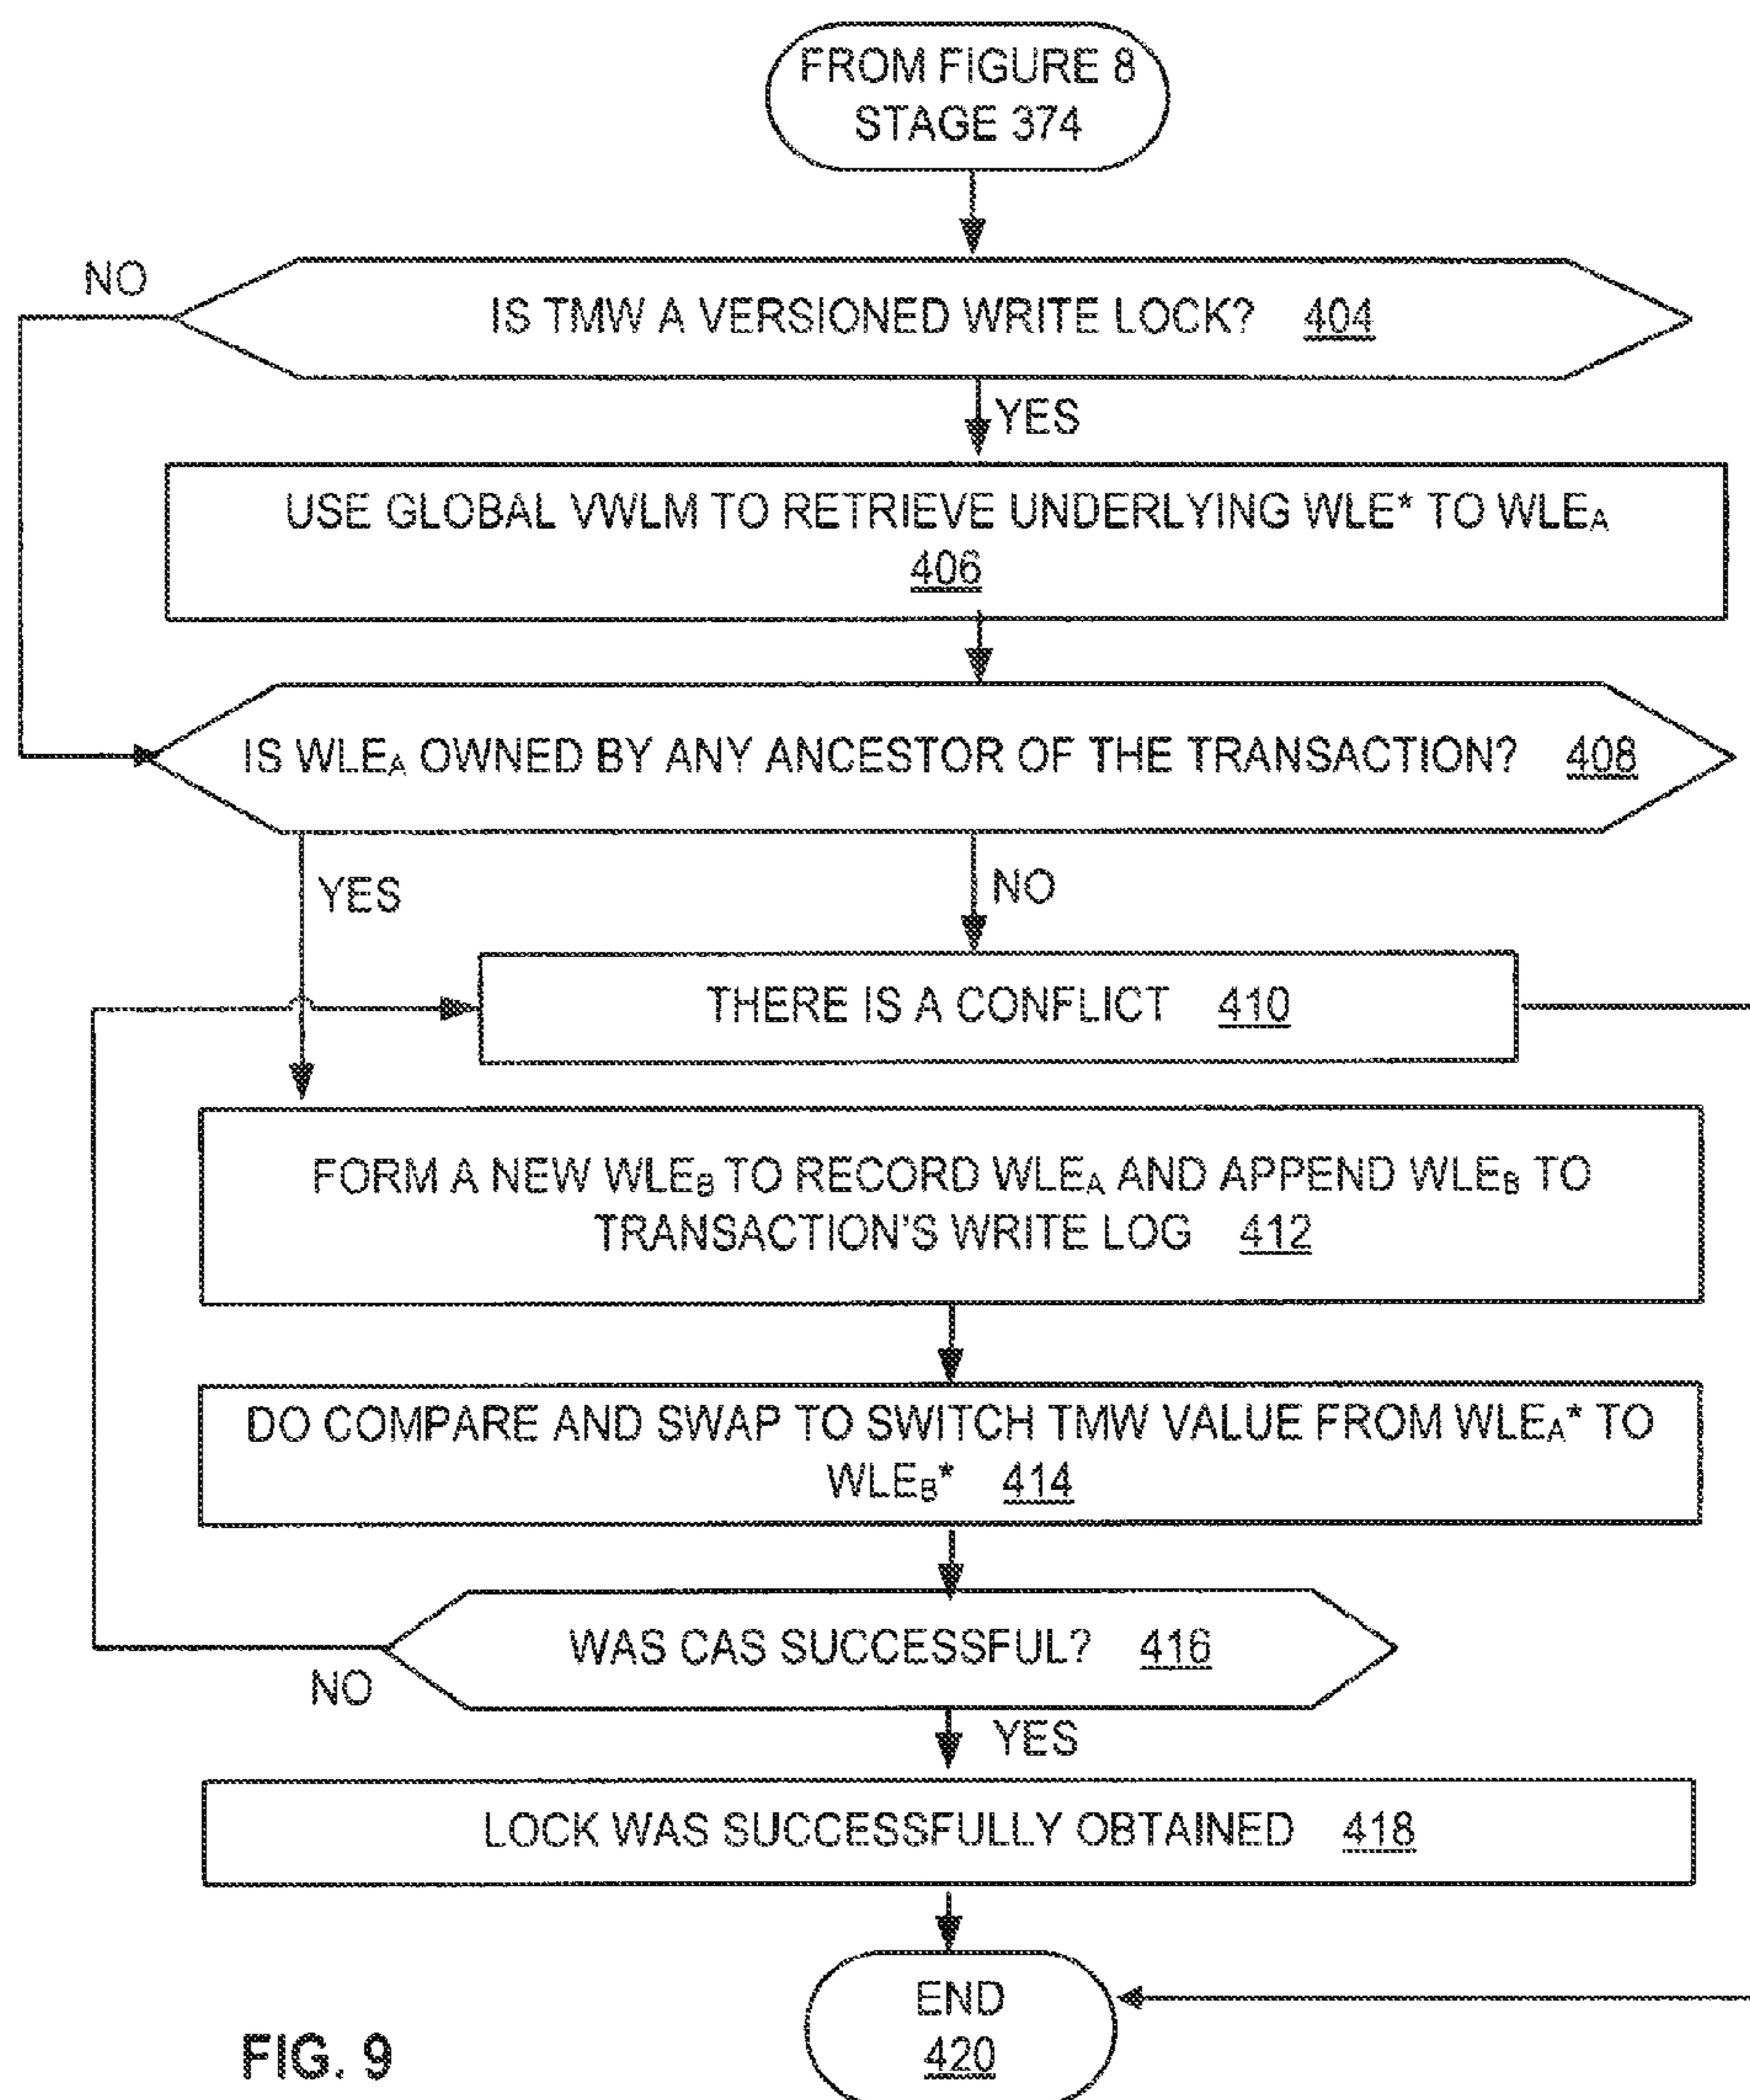 FROM FIGURE 8
STAGE 374
NO
IS TMW A VERSIONED WRITE LOCK? 404
YES
USE GLOBAL VWLM TO RETRIEVE UNDERLYING WLE* TO WLEA
406
IS WLEA OWNED BY ANY ANCESTOR OF THE TRANSACTION? 408
YES
NO
THERE IS A CONFLICT 410
FORM A NEW WLEB TO RECORD WLEA AND APPEND WLEB TO
TRANSACTION'S WRITE LOG 412
DO COMPARE AND SWAP TO SWITCH TMW VALUE FROM WLEA* TO
WLEB* 414
WAS CAS SUCCESSFUL? 416
NO
YES
LOCK WAS SUCCESSFULLY OBTAINED 418
END
420
FIG. 9